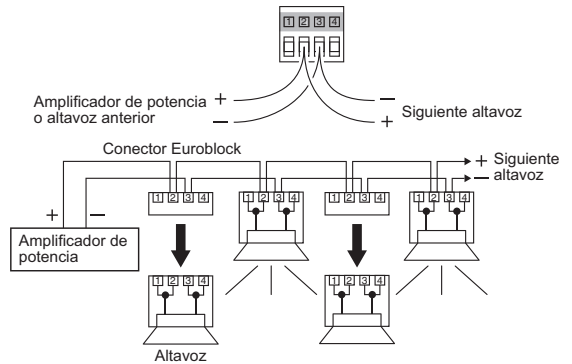 1 2 3 4
Amplificador de potencia
o altavoz anterior
+
−
−
+
Siguiente altavoz
Conector Euroblock
+ Siguiente
− altavoz
1 2 3 4
1 2 3 4
1 2 3 4
1 2 3 4
+ −
Amplificador de
potencia
1 2 3 4
1 2 3 4
Altavoz